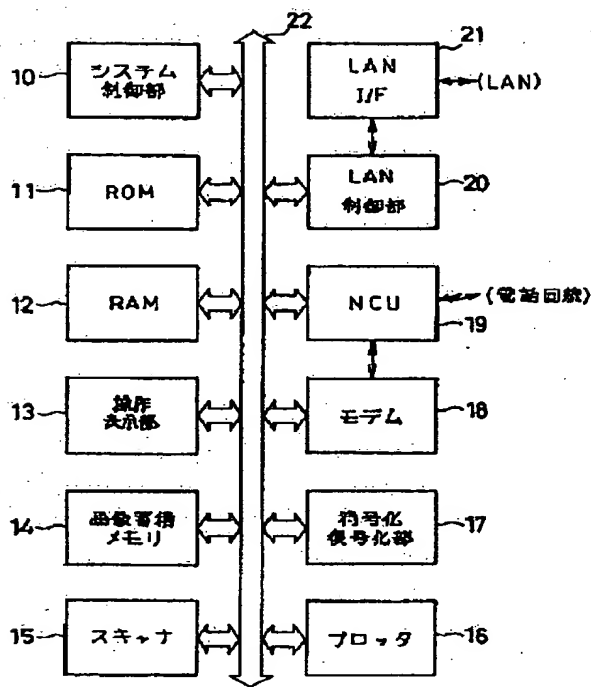 22
10
システム
制御部
LAN
I/F
21
(LAN)
11
ROM
LAN
制御部
20
12
RAM
NCU
(電話回線)
19
13
操作
表示部
モデム
18
14
画像蓄積
メモリ
符号化
復号化部
17
15
スキャナ
プロッタ
16